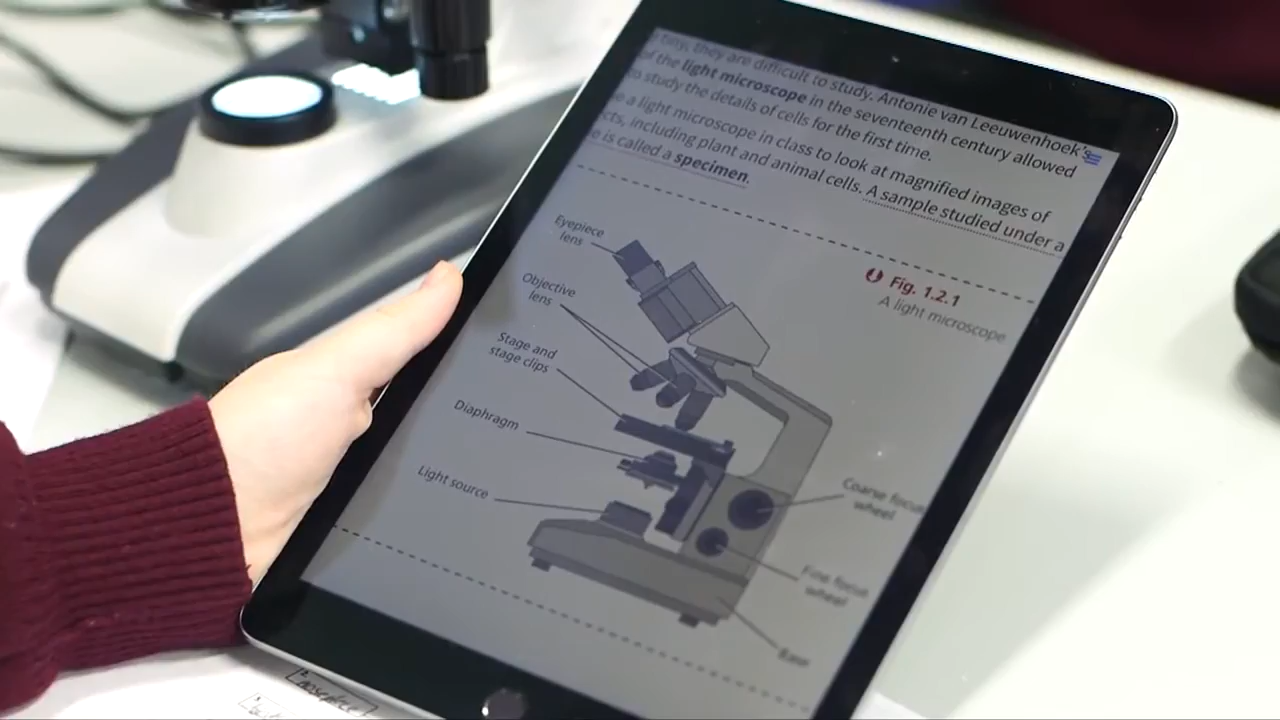 tiny, they are difficult to study. Antonie van Leeuwenhoek's
of the light microscope in the seventeenth century allowed
to study the details of cells for the first time.
e a light microscope in class to look at magnified images of
cts, including plant and animal cells. A sample studied under a
e is called a specimen.
Fig. 1.2.1
A light microscope
Eyepiece
lens
Objective
lens
Stage and
stage clips
Diaphragm
Light source
Coarse focus
wheel
Fine focus
wheel
Base